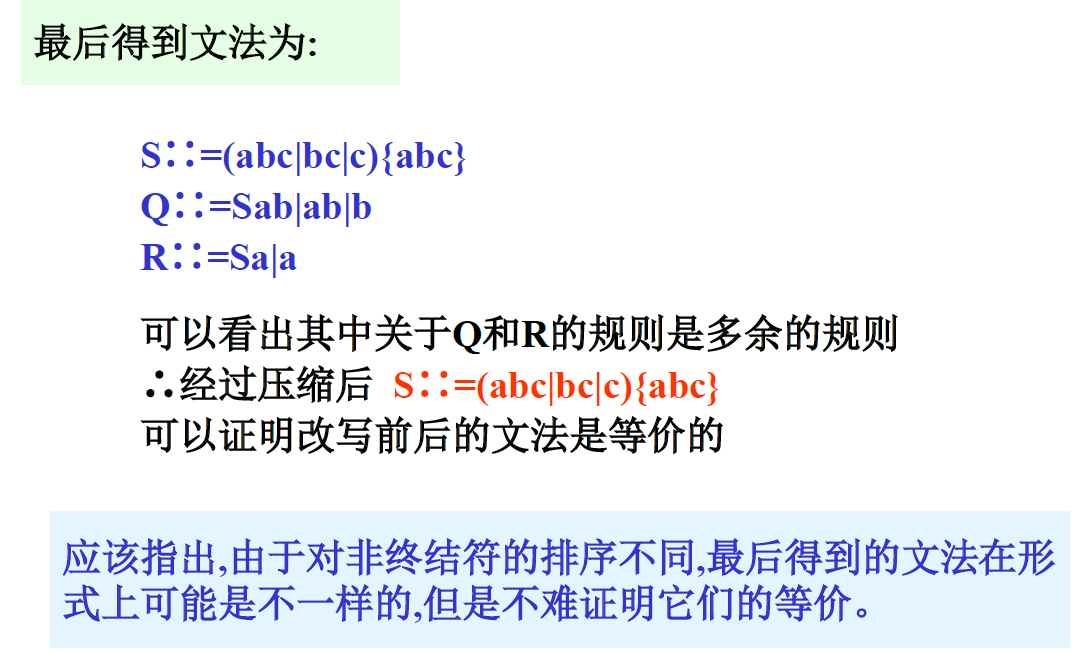 最后得到文法为:
S∷=(abc|bc|c){abc}
Q∷=Sab|ab|b
R∷=Sa|a
可以看出其中关于Q和R的规则是多余的规则
∴经过压缩后 S∷=(abc|bc|c){abc}
可以证明改写前后的文法是等价的
应该指出,由于对非终结符的排序不同,最后得到的文法在形
式上可能是不一样的,但是不难证明它们的等价。